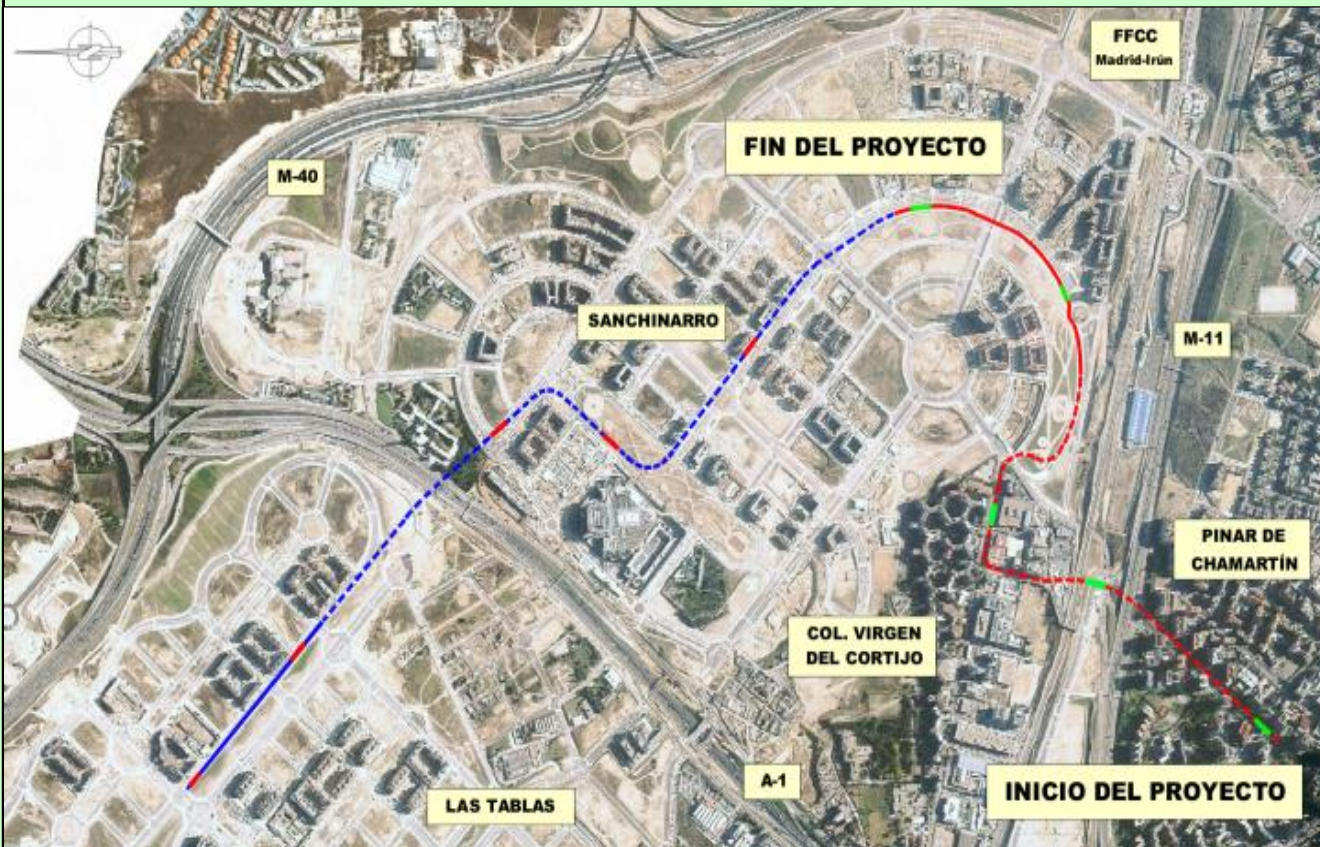 FFCC
Madrid-Irún
FIN DEL PROYECTO
M-40
SANCHINARRO
M-11
PINAR DE
CHAMARTÍN
COL. VIRGEN
DEL CORTIJO
A-1
INICIO DEL PROYECTO
LAS TABLAS